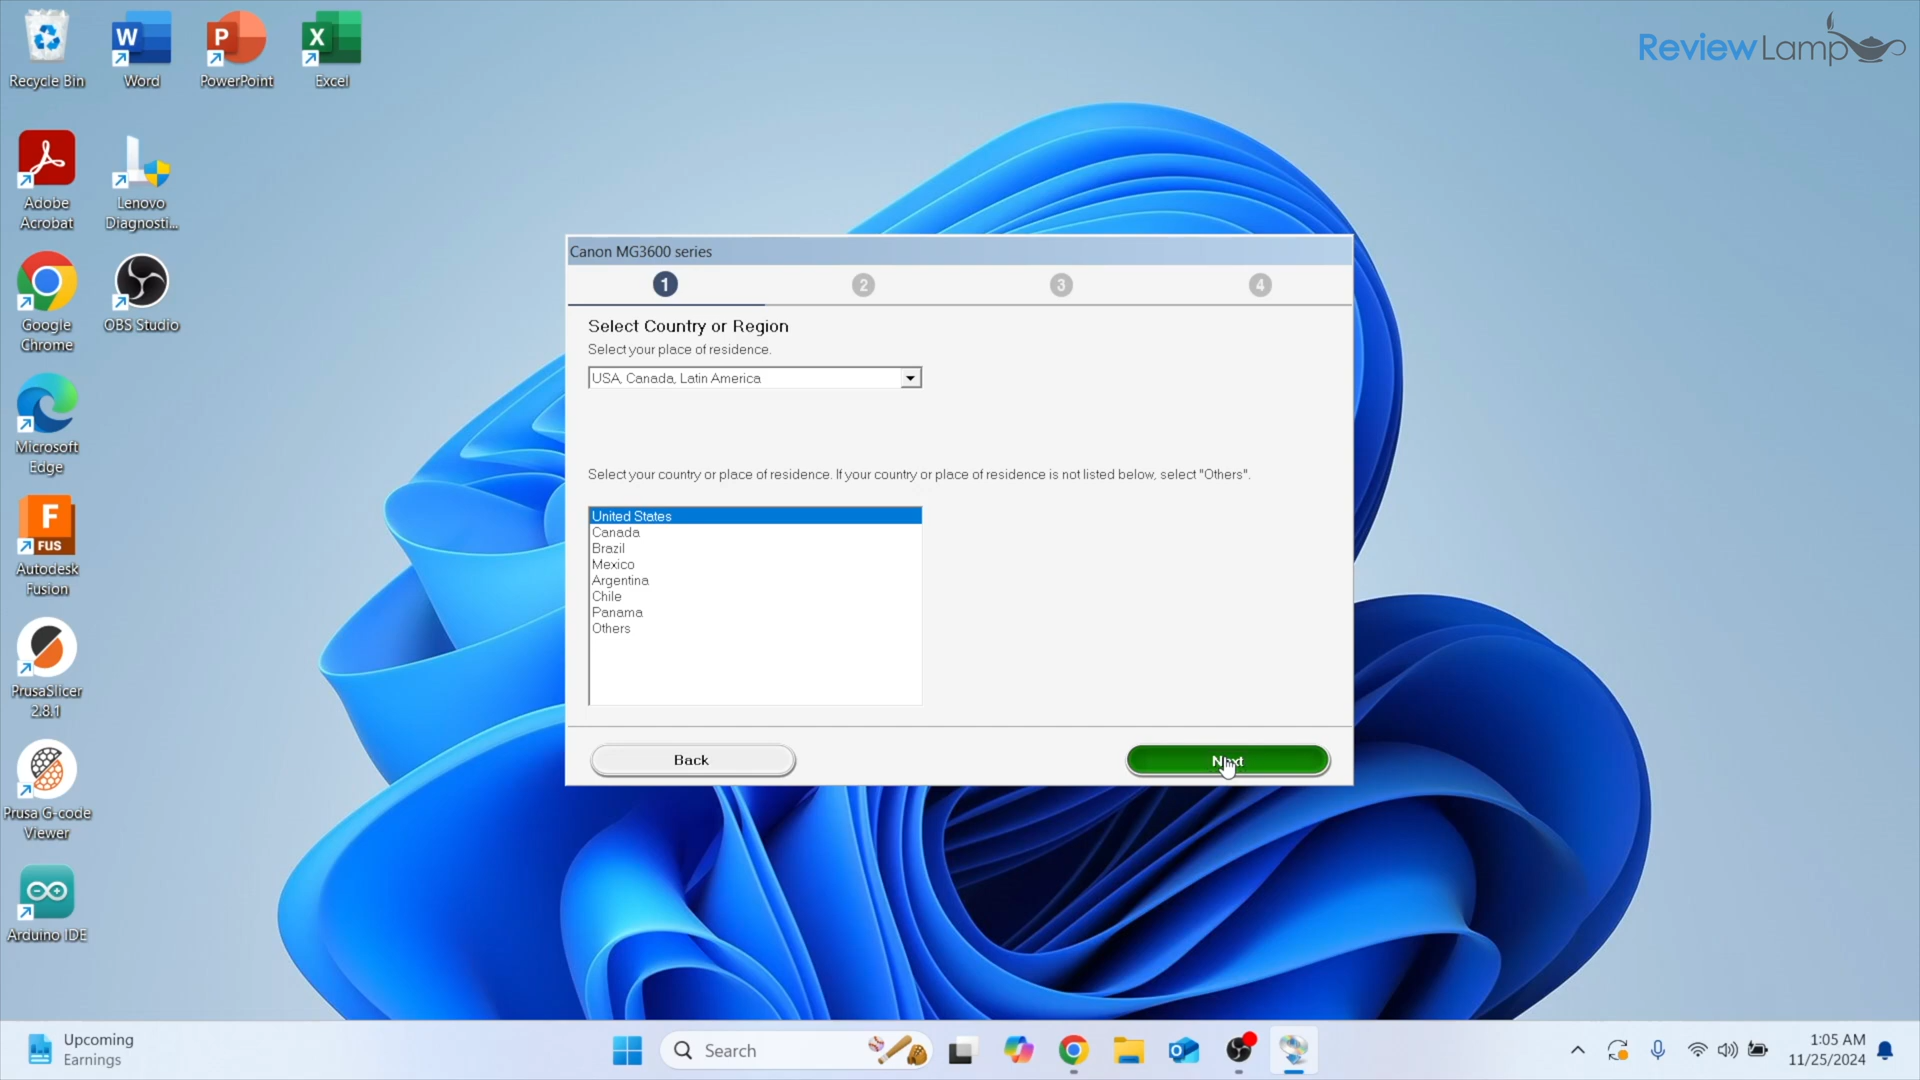 Recycle Bin
Word
PowerPoint
Excel
ReviewLamp
Adobe
Acrobat
Lenovo
Diagnosti...
Google
Chrome
OBS Studio
Microsoft
Edge
F
FUS
Autodesk
Fusion
PrusaSlicer
2.8.1
Prusa G-code
Viewer
Arduino IDE
Canon MG3600 series
1 2 3 4
Select Country or Region
Select your place of residence.
USA, Canada, Latin America
Select your country or place of residence. If your country or place of residence is not listed below, select "Others".
United States
Canada
Brazil
Mexico
Argentina
Chile
Panama
Others
Back
Next
Upcoming
Earnings
Search
1:05 AM
11/25/2024